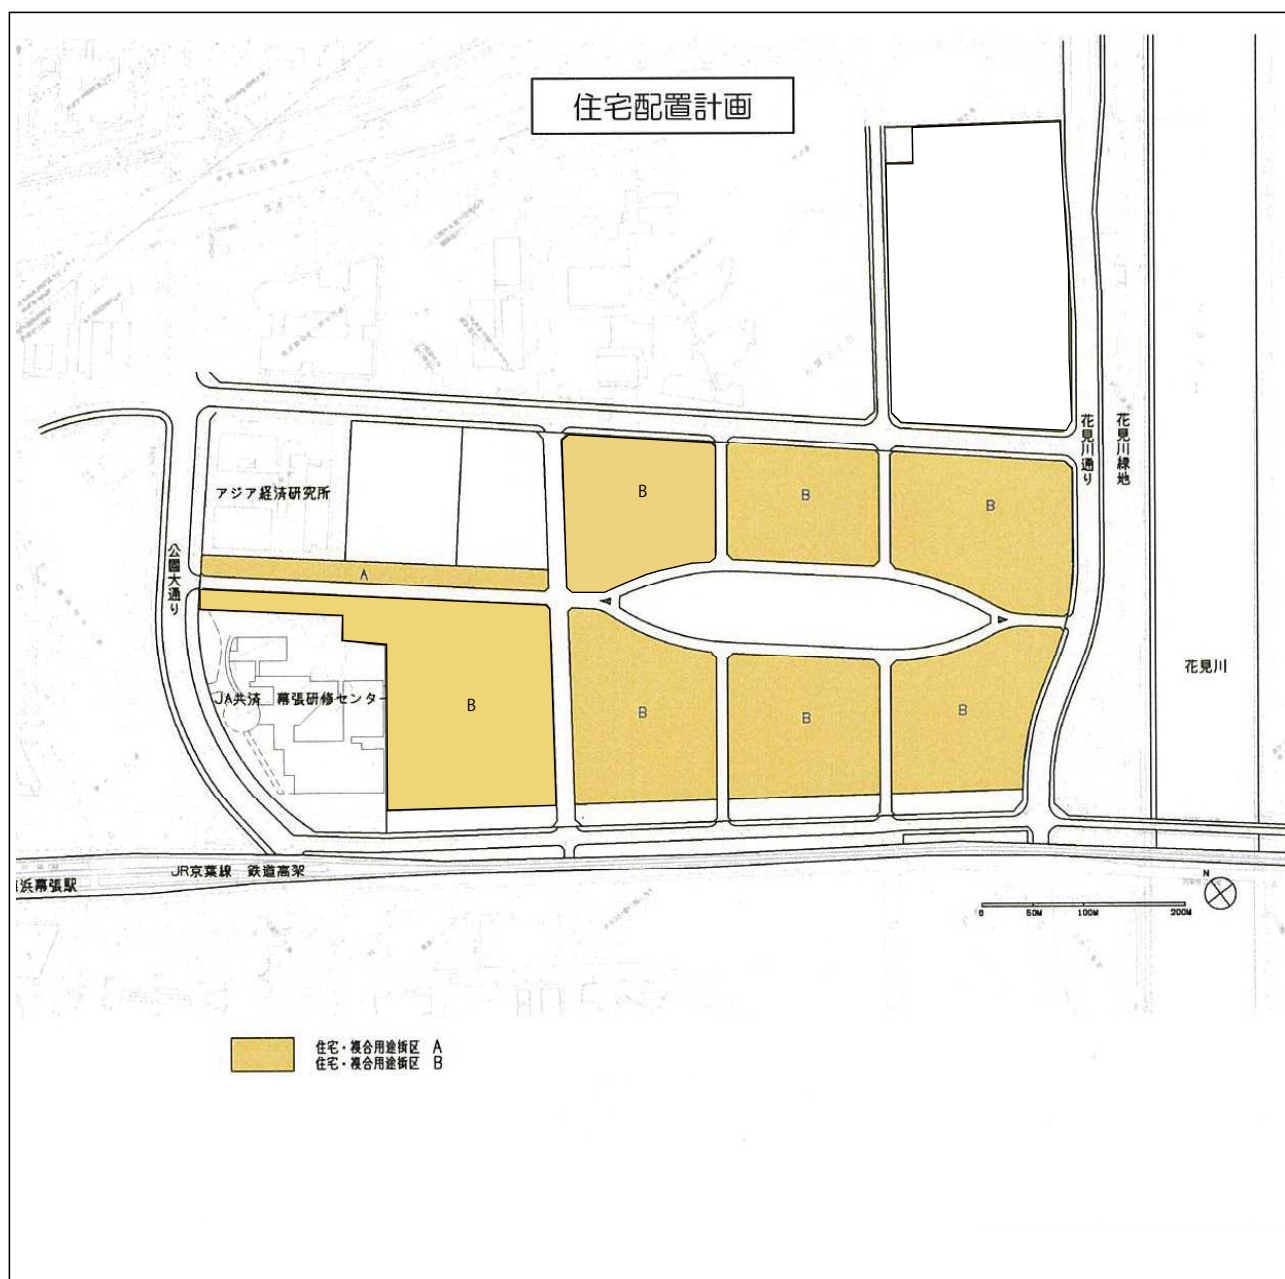 住宅配置計画
花見川通り
花見川緑地
アジア経済研究所
B
B
B
公園大通り
A
花見川
JA共済 幕張研修センター
B
B
B
B
JR京葉線 鉄道高架
浜幕張駅
N
0 50M 100M 200M
住宅・複合用途街区 A
住宅・複合用途街区 B